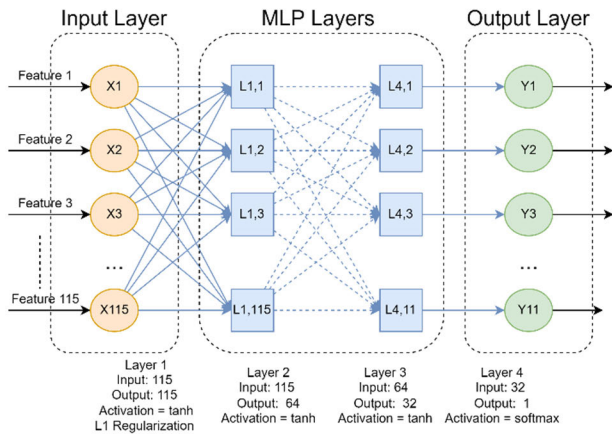 Input Layer
MLP Layers
Output Layer
Feature 1
X1
L1,1
L4,1
Y1
Feature 2
X2
L1,2
L4,2
Y2
Feature 3
X3
L1,3
L4,3
Y3
...
...
...
...
Feature 115
X115
L1,115
L4,11
Y11
Layer 1
Input: 115
Output: 115
Activation = tanh
L1 Regularization
Layer 2
Input: 115
Output: 64
Activation = tanh
Layer 3
Input: 64
Output: 32
Activation = tanh
Layer 4
Input: 32
Output: 1
Activation = softmax